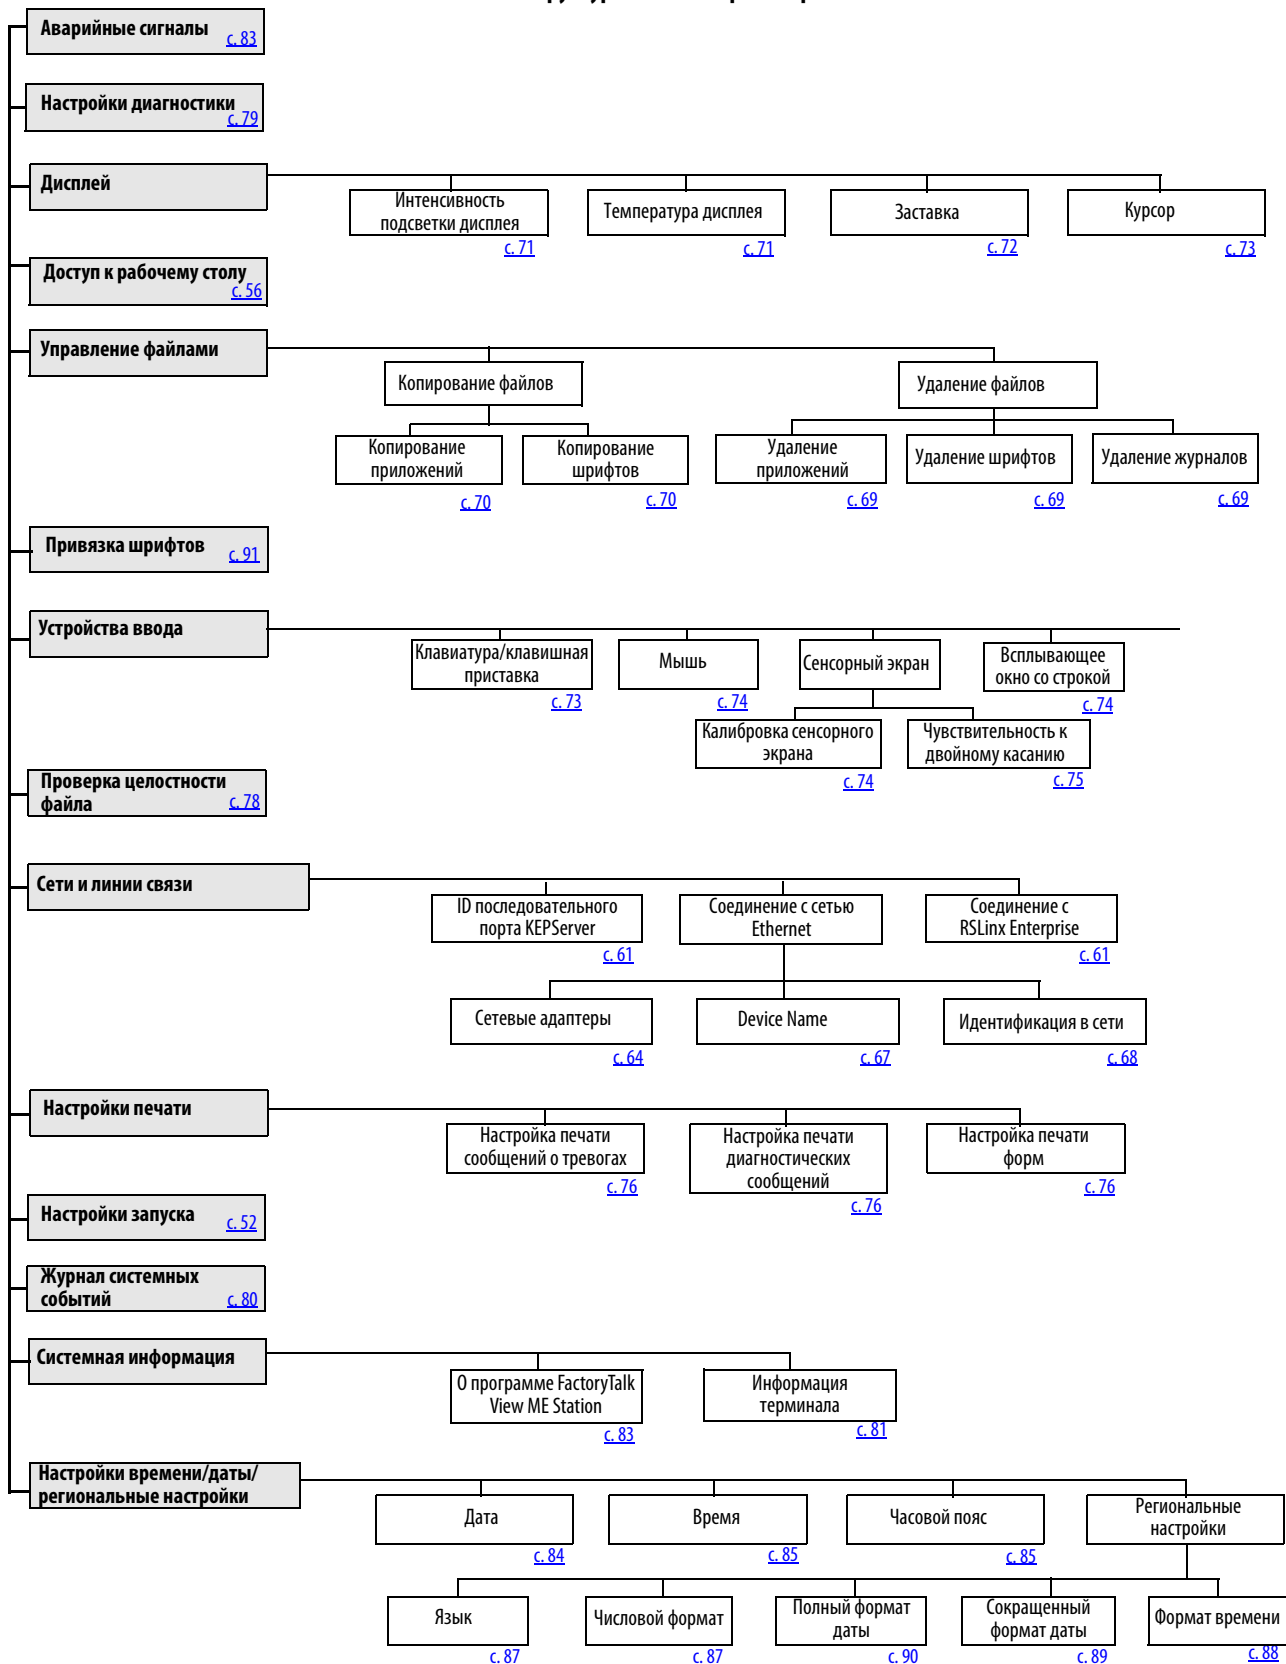 Аварийные сигналы
с. 83
Настройки диагностики
с. 79
Дисплей
Интенсивность
подсветки дисплея
с. 71
Температура дисплея
с. 71
Заставка
с. 72
Курсор
с. 73
Доступ к рабочему столу
с. 56
Управление файлами
Копирование файлов
Удаление файлов
Копирование
приложений
с. 70
Копирование
шрифтов
с. 70
Удаление
приложений
с. 69
Удаление шрифтов
с. 69
Удаление журналов
с. 69
Привязка шрифтов
с. 91
Устройства ввода
Клавиатура/клавишная
приставка
с. 73
Мышь
с. 74
Сенсорный экран
Всплывающее
окно со строкой
с. 74
Калибровка сенсорного
экрана
с. 74
Чувствительность к
двойному касанию
с. 75
Проверка целостности
файла
с. 78
Сети и линии связи
ID последовательного
порта KEPServer
с. 61
Соединение с сетью
Ethernet
Соединение с
RSLinx Enterprise
с. 61
Сетевые адаптеры
с. 64
Device Name
с. 67
Идентификация в сети
с. 68
Настройки печати
Настройка печати
сообщений о тревогах
с. 76
Настройка печати
диагностических
сообщений
с. 76
Настройка печати
форм
с. 76
Настройки запуска
с. 52
Журнал системных
событий
с. 80
Системная информация
О программе FactoryTalk
View ME Station
с. 83
Информация
терминала
с. 81
Настройки времени/даты/
региональные настройки
Дата
с. 84
Время
с. 85
Часовой пояс
с. 85
Региональные
настройки
Язык
с. 87
Числовой формат
с. 87
Полный формат
даты
с. 90
Сокращенный
формат даты
с. 89
Формат времени
с. 88